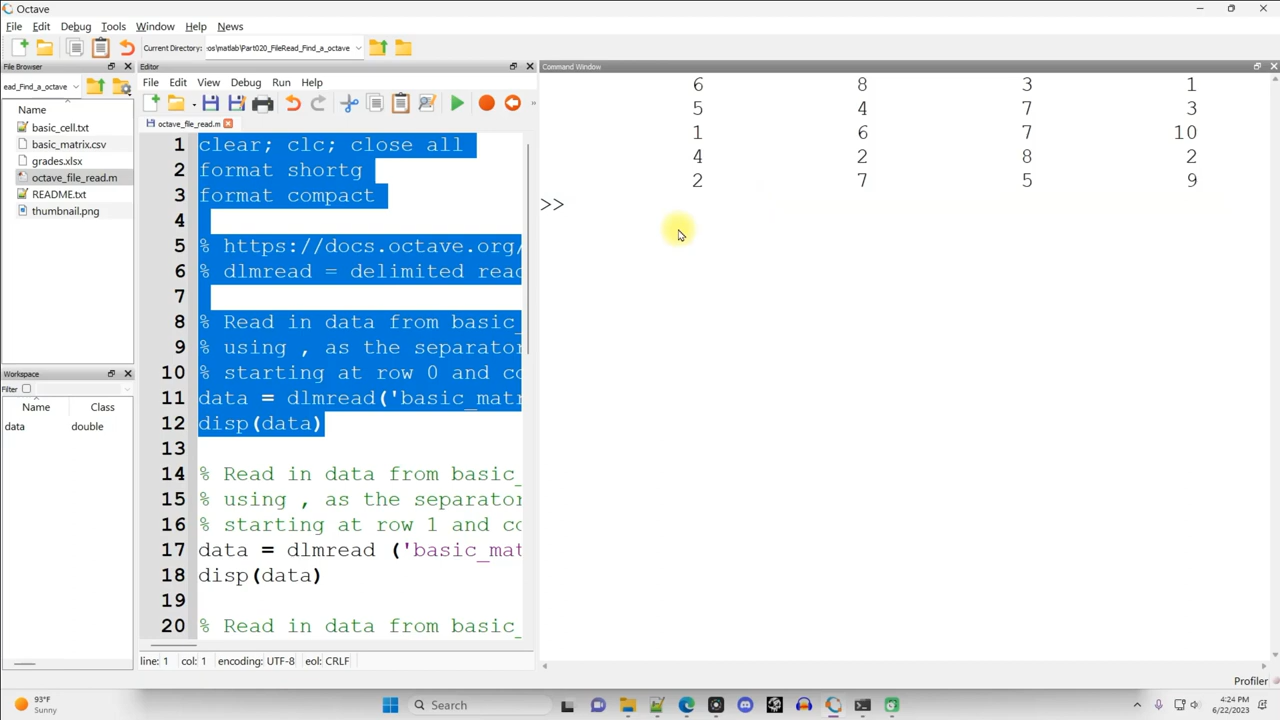 Octave
File Edit Debug Tools Window Help News
Current Directory: os\matlab\Part020_FileRead_Find_a_octave
File Browser
ead_Find_a_octave
Name
basic_cell.txt
basic_matrix.csv
grades.xlsx
octave_file_read.m
README.txt
thumbnail.png
Workspace
Filter
Name Class
data double
Editor
File Edit View Debug Run Help
octave_file_read.m
1 clear; clc; close all
2 format shortg
3 format compact
4
5 % https://docs.octave.org/
6 % dlmread = delimited read
7
8 % Read in data from basic_
9 % using , as the separator
10 % starting at row 0 and co
11 data = dlmread('basic_matr
12 disp(data)
13
14 % Read in data from basic_
15 % using , as the separator
16 % starting at row 1 and co
17 data = dlmread ('basic_mat
18 disp(data)
19
20 % Read in data from basic_
line: 1 col: 1 encoding: UTF-8 eol: CRLF
Command Window
6 8 3 1
5 4 7 3
1 6 7 10
4 2 8 2
2 7 5 9
>>
Profiler
93°F
Sunny
Search
4:24 PM
6/22/2023